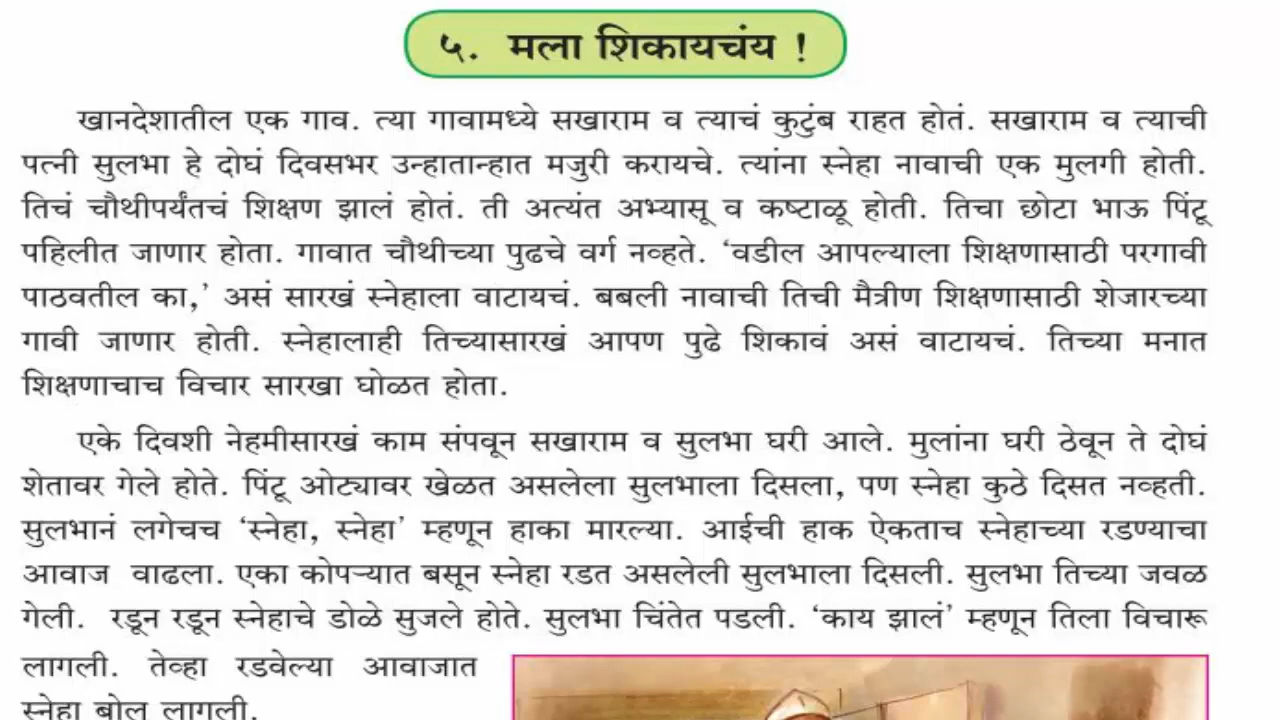 ५. मला शिकायचंय !
खानदेशातील एक गाव. त्या गावामध्ये सखाराम व त्याचं कुटुंब राहत होतं. सखाराम व त्याची
पत्नी सुलभा हे दोघं दिवसभर उन्हातान्हात मजुरी करायचे. त्यांना स्नेहा नावाची एक मुलगी होती.
तिचं चौथीपर्यंतचं शिक्षण झालं होतं. ती अत्यंत अभ्यासू व कष्टाळू होती. तिचा छोटा भाऊ पिंटू
पहिलीत जाणार होता. गावात चौथीच्या पुढचे वर्ग नव्हते. ‘वडील आपल्याला शिक्षणासाठी परगावी
पाठवतील का,’ असं सारखं स्नेहाला वाटायचं. बबली नावाची तिची मैत्रीण शिक्षणासाठी शेजारच्या
गावी जाणार होती. स्नेहालाही तिच्यासारखं आपण पुढे शिकावं असं वाटायचं. तिच्या मनात
शिक्षणाचाच विचार सारखा घोळत होता.
एके दिवशी नेहमीसारखं काम संपवून सखाराम व सुलभा घरी आले. मुलांना घरी ठेवून ते दोघं
शेतावर गेले होते. पिंटू ओट्यावर खेळत असलेला सुलभाला दिसला, पण स्नेहा कुठे दिसत नव्हती.
सुलभानं लगेचच ‘स्नेहा, स्नेहा’ म्हणून हाका मारल्या. आईची हाक ऐकताच स्नेहाच्या रडण्याचा
आवाज वाढला. एका कोपऱ्यात बसून स्नेहा रडत असलेली सुलभाला दिसली. सुलभा तिच्या जवळ
गेली. रडून रडून स्नेहाचे डोळे सुजले होते. सुलभा चिंतेत पडली. ‘काय झालं’ म्हणून तिला विचारू
लागली. तेव्हा रडवेल्या आवाजात
स्नेहा बोलू लागली.